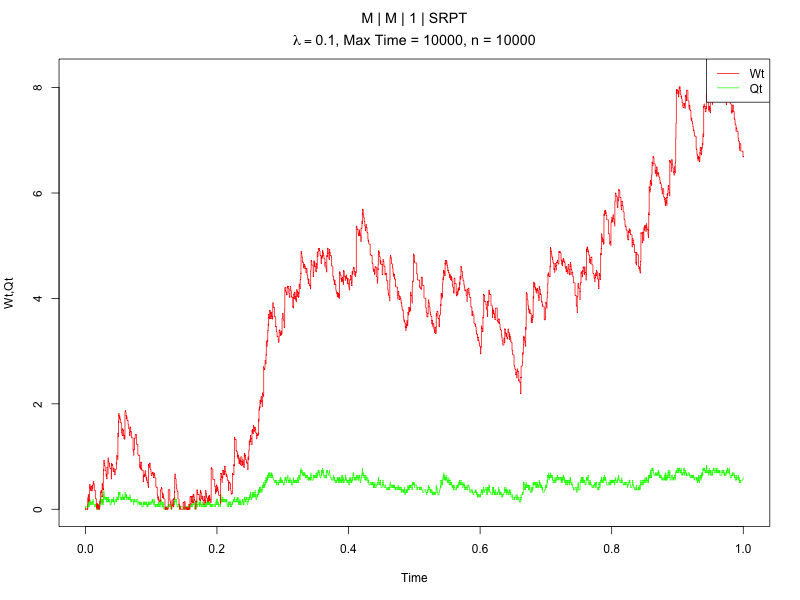 M | M | 1 | SRPT
λ = 0.1, Max Time = 10000, n = 10000
Wt
Qt
Wt,Qt
8
6
4
2
0
0.0 0.2 0.4 0.6 0.8 1.0
Time